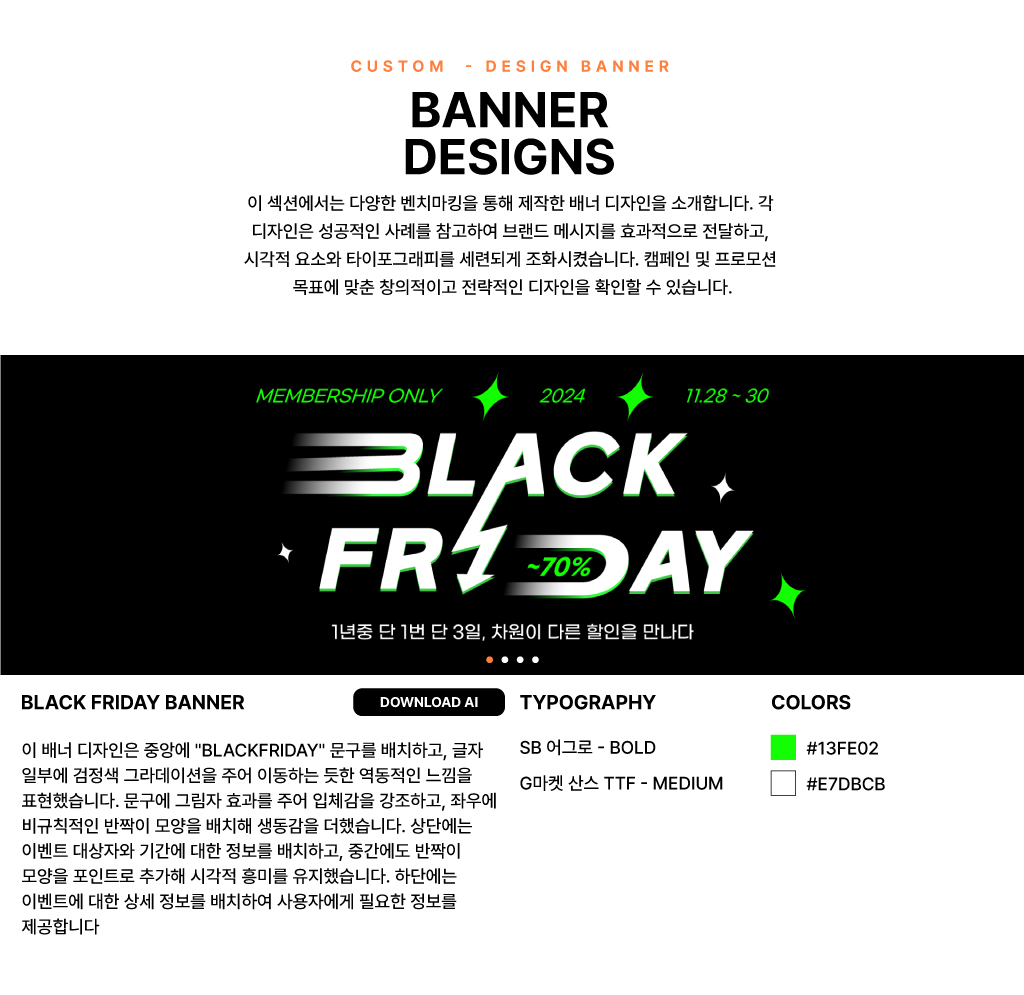 CUSTOM - DESIGN BANNER
BANNER
DESIGNS
이 섹션에서는 다양한 벤치마킹을 통해 제작한 배너 디자인을 소개합니다. 각
디자인은 성공적인 사례를 참고하여 브랜드 메시지를 효과적으로 전달하고,
시각적 요소와 타이포그래피를 세련되게 조화시켰습니다. 캠페인 및 프로모션
목표에 맞춘 창의적이고 전략적인 디자인을 확인할 수 있습니다.
MEMBERSHIP ONLY 2024 11.28 ~ 30
BLACK
FRIDAY
~70%
1년중 단 1번 단 3일, 차원이 다른 할인을 만나다
BLACK FRIDAY BANNER
DOWNLOAD AI
이 배너 디자인은 중앙에 "BLACKFRIDAY" 문구를 배치하고, 글자
일부에 검정색 그라데이션을 주어 이동하는 듯한 역동적인 느낌을
표현했습니다. 문구에 그림자 효과를 주어 입체감을 강조하고, 좌우에
비규칙적인 반짝이 모양을 배치해 생동감을 더했습니다. 상단에는
이벤트 대상자와 기간에 대한 정보를 배치하고, 중간에도 반짝이
모양을 포인트로 추가해 시각적 흥미를 유지했습니다. 하단에는
이벤트에 대한 상세 정보를 배치하여 사용자에게 필요한 정보를
제공합니다
TYPOGRAPHY
SB 어그로 - BOLD
G마켓 산스 TTF - MEDIUM
COLORS
#13FE02
#E7DBCB